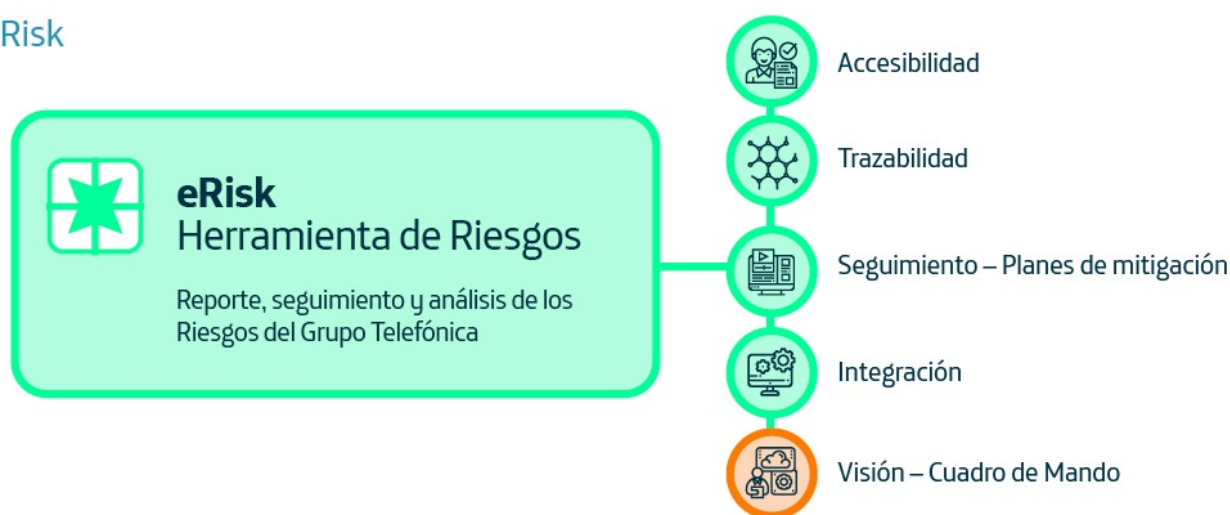 Risk
eRisk
Herramienta de Riesgos
Reporte, seguimiento y análisis de los
Riesgos del Grupo Telefónica
Accesibilidad
Trazabilidad
Seguimiento – Planes de mitigación
Integración
Visión – Cuadro de Mando